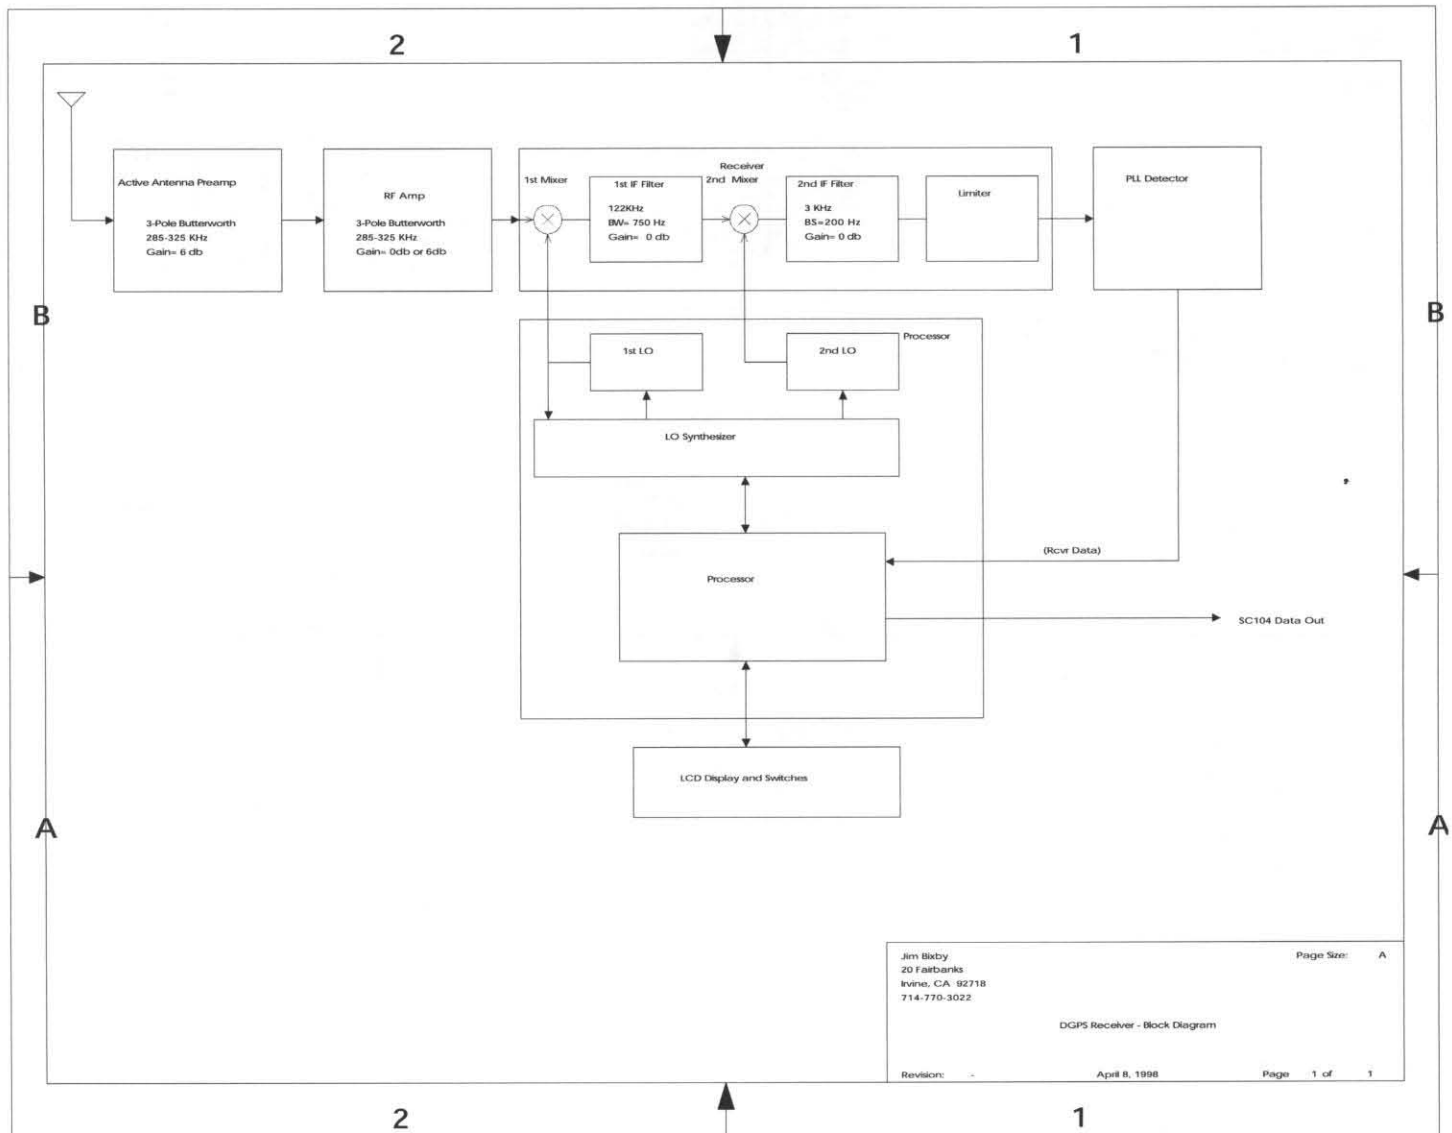 2
1
Active Antenna Preamp
3-Pole Butterworth
285-325 KHz
Gain= 6 db
RF Amp
3-Pole Butterworth
285-325 KHz
Gain= 0db or 6db
Receiver
1st Mixer
1st IF Filter
122KHz
BW= 750 Hz
Gain= 0 db
2nd Mixer
2nd IF Filter
3 KHz
BS=200 Hz
Gain= 0 db
Limiter
PLL Detector
B
B
1st LO
2nd LO
Processor
LO Synthesizer
Processor
(Rcvr Data)
SC104 Data Out
LCD Display and Switches
A
A
Jim Bixby
20 Fairbanks
Irvine, CA 92718
714-770-3022
Page Size: A
DGPS Receiver - Block Diagram
Revision: - April 8, 1998 Page 1 of 1
2
1